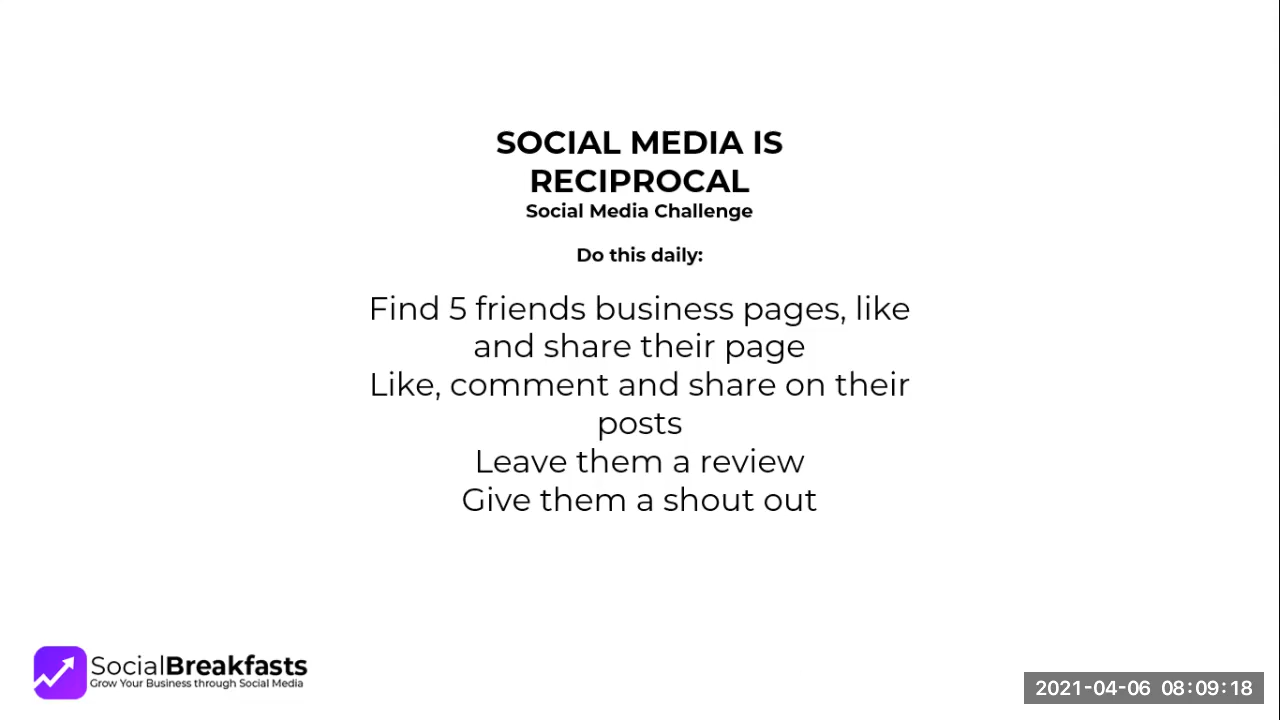 SOCIAL MEDIA IS
RECIPROCAL
Social Media Challenge
Do this daily:
Find 5 friends business pages, like
and share their page
Like, comment and share on their
posts
Leave them a review
Give them a shout out
SocialBreakfasts
Grow Your Business through Social Media
2021-04-06 08:09:18